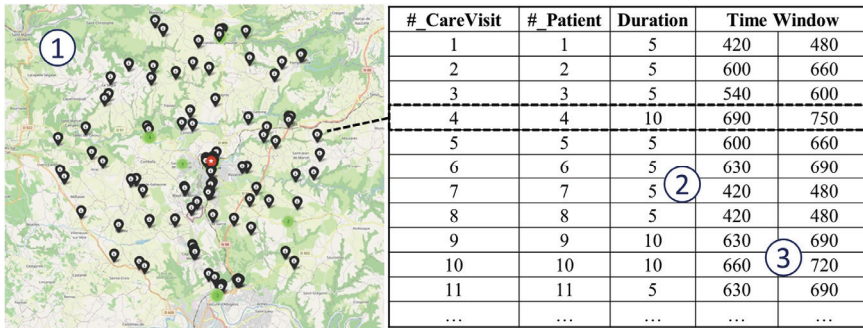 1
#_CareVisit #_Patient Duration Time Window
1 1 5 420 480
2 2 5 600 660
3 3 5 540 600
4 4 10 690 750
5 5 5 600 660
6 6 5 630 690
7 7 5 420 480
2
8 8 5 420 480
9 9 10 630 690
10 10 10 660 720
3
11 11 5 630 690
... ... ... ... ...